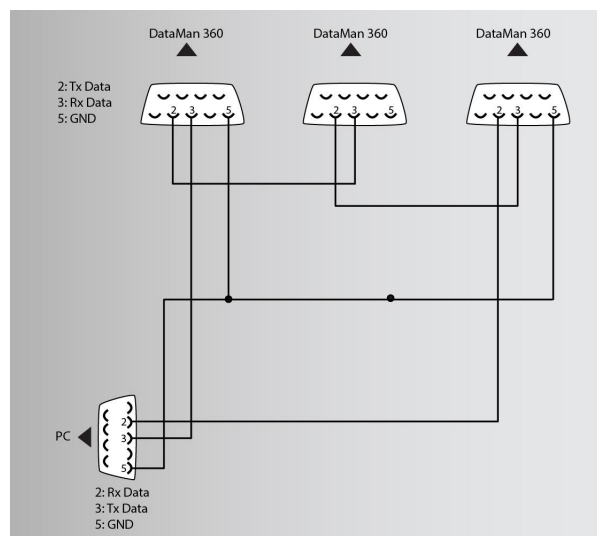 DataMan 360
DataMan 360
DataMan 360
2: Tx Data
3: Rx Data
5: GND
2 3 5
2 3 5
2 3 5
2
PC
3
5
2: Rx Data
3: Tx Data
5: GND